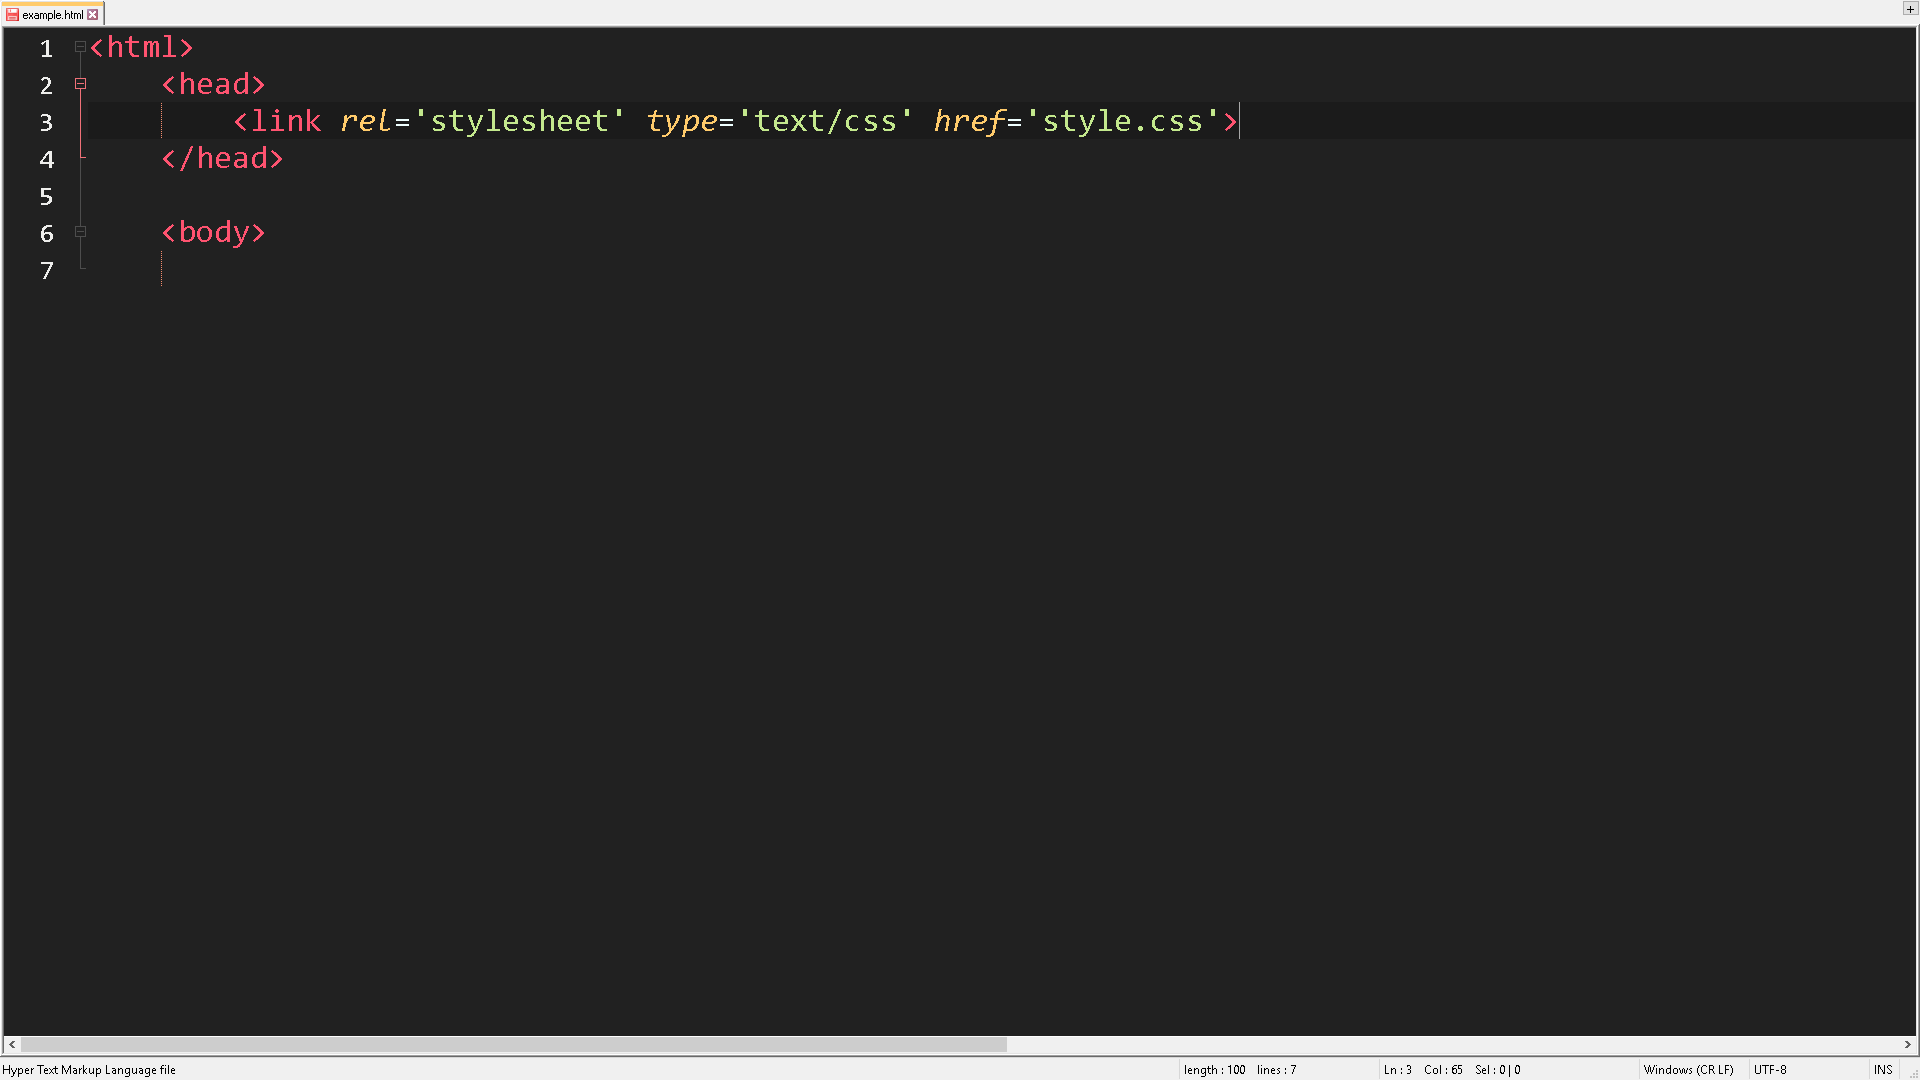 example.html
1 <html>
2 <head>
3 <link rel='stylesheet' type='text/css' href='style.css'>
4 </head>
5
6 <body>
7
Hyper Text Markup Language file length : 100 lines : 7 Ln : 3 Col : 65 Sel : 0 | 0 Windows (CR LF) UTF-8 INS